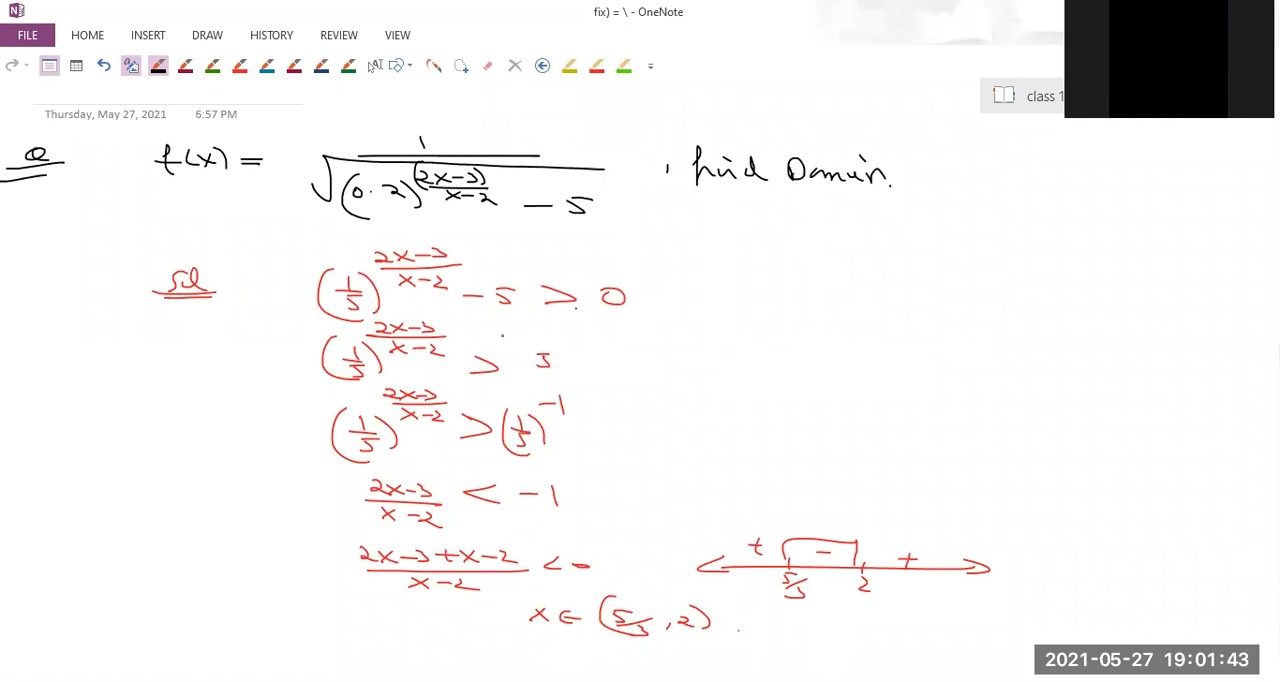 f(x) = \ - OneNote
FILE HOME INSERT DRAW HISTORY REVIEW VIEW
class 1
Thursday, May 27, 2021 6:57 PM
Q f(x) = 1/√((0.2)^((2x-3)/(x-2)) - 5) , find Domain.
Sol (1/5)^((2x-3)/(x-2)) - 5 > 0
(1/5)^((2x-3)/(x-2)) > 5
(1/5)^((2x-3)/(x-2)) > (1/5)^-1
(2x-3)/(x-2) < -1
(2x-3+x-2)/(x-2) < 0
+ - +
5/3 2
x ∈ (5/3, 2)
2021-05-27 19:01:43